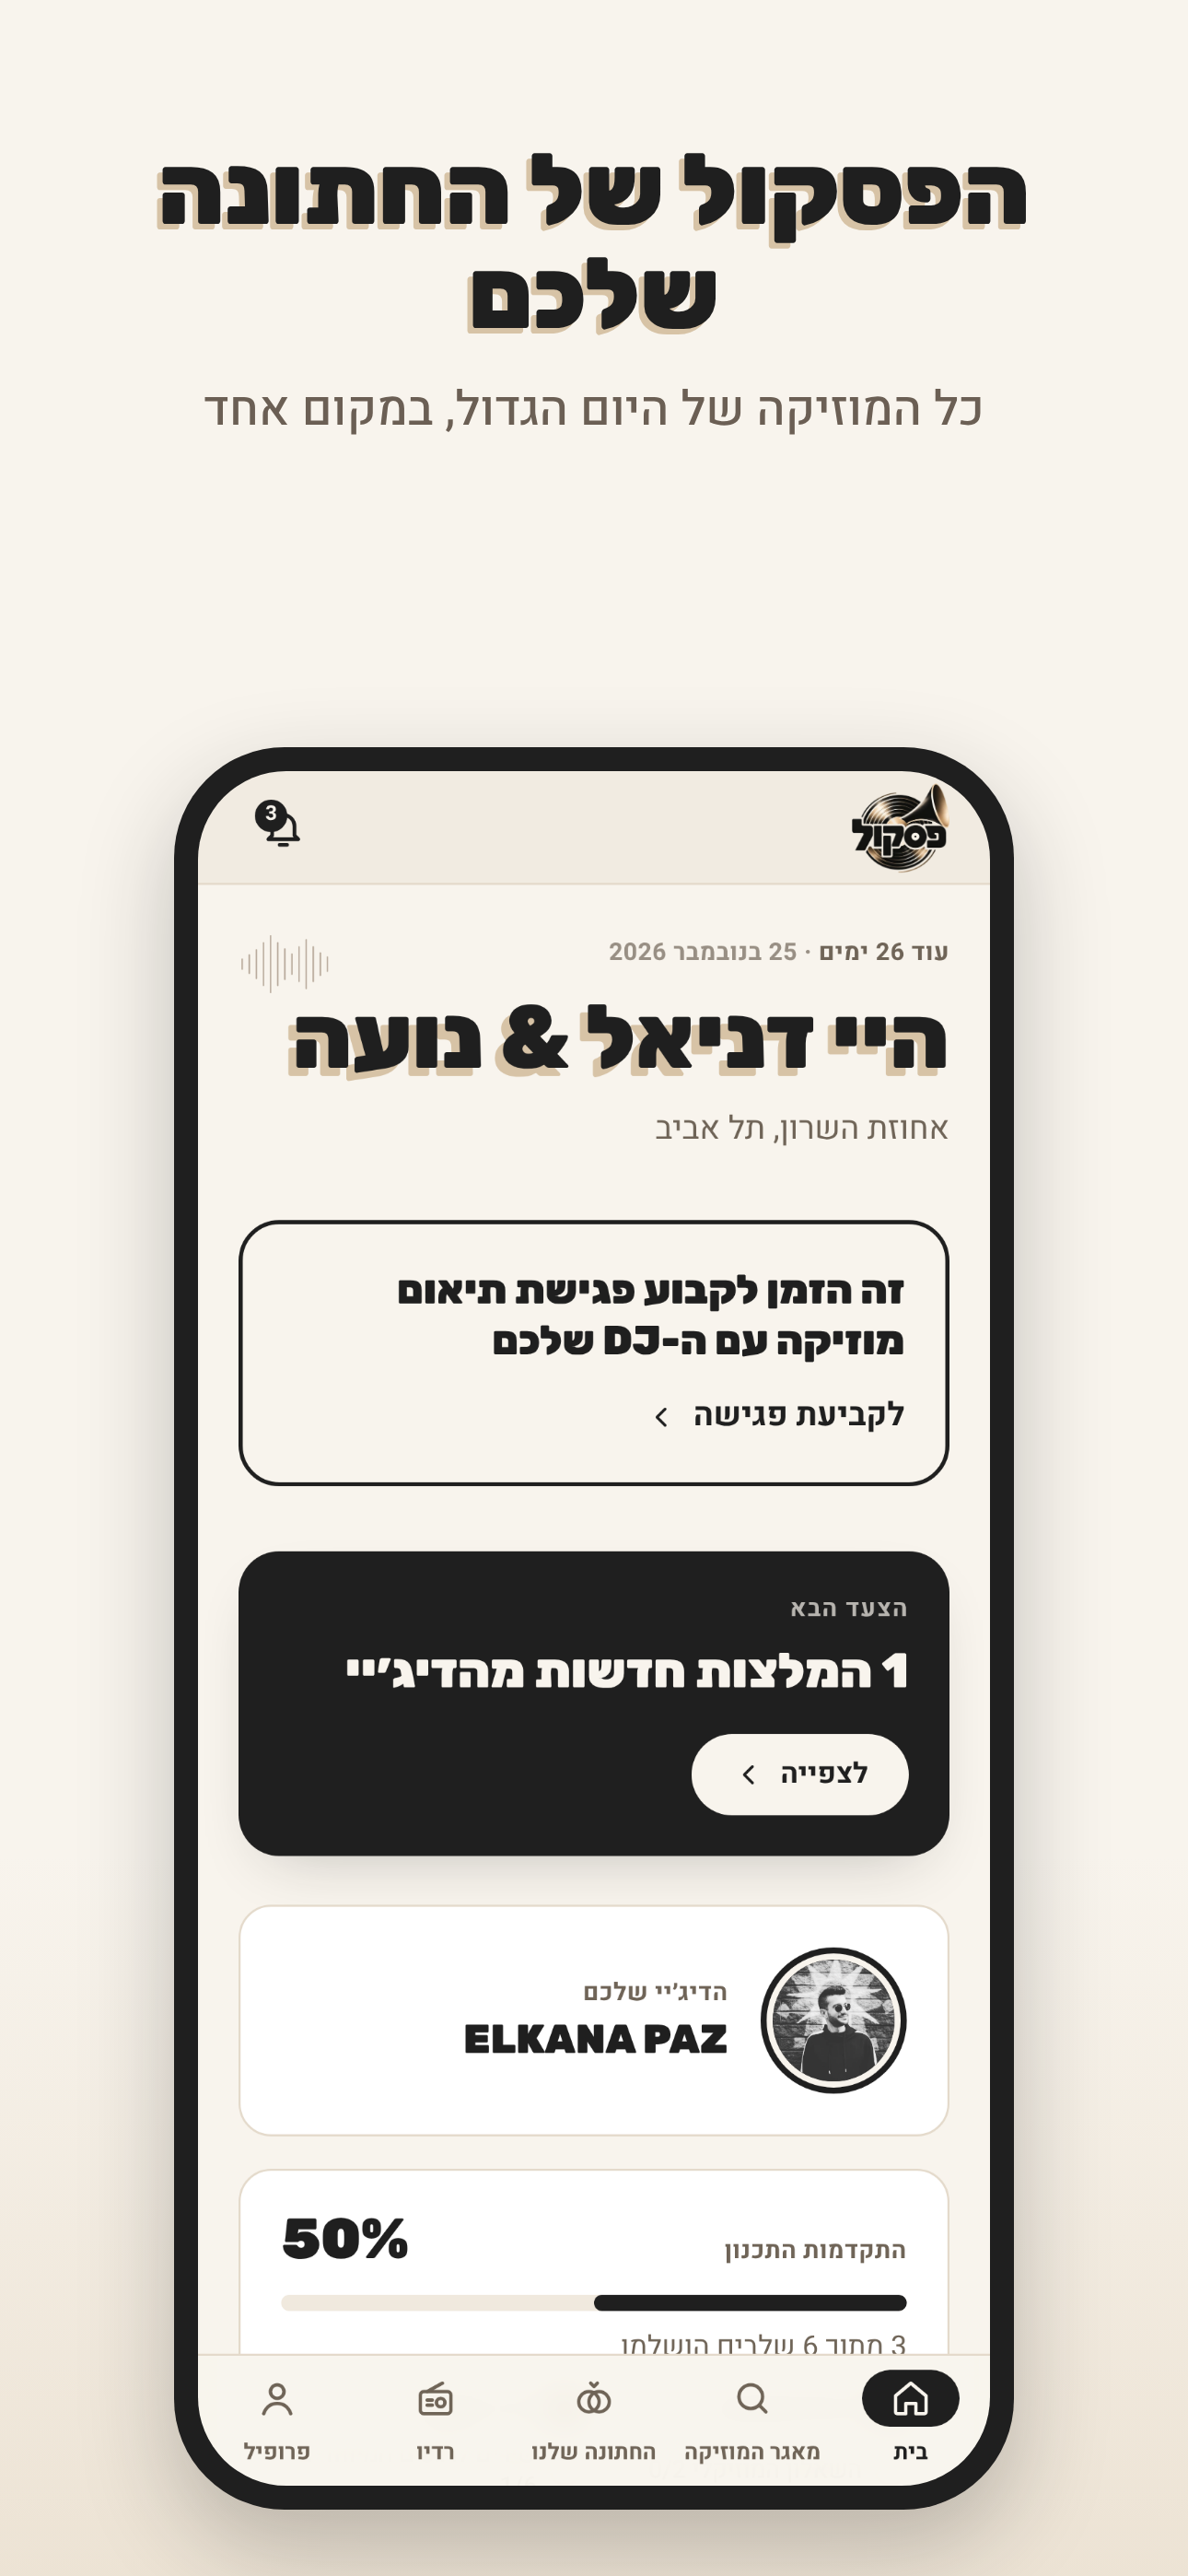 הפסקול של החתונה
שלכם
כל המוזיקה של היום הגדול, במקום אחד
פסקול
3
עוד 26 ימים · 25 בנובמבר 2026
היי דניאל & נועה
אחוזת השרון, תל אביב
זה הזמן לקבוע פגישת תיאום
מוזיקה עם ה-DJ שלכם
לקביעת פגישה
הצעד הבא
1 המלצות חדשות מהדיג׳יי
לצפייה
הדיג׳יי שלכם
ELKANA PAZ
התקדמות התכנון
50%
3 מתוך 6 שלבים הושלמו
בית
מאגר המוזיקה
החתונה שלנו
רדיו
פרופיל